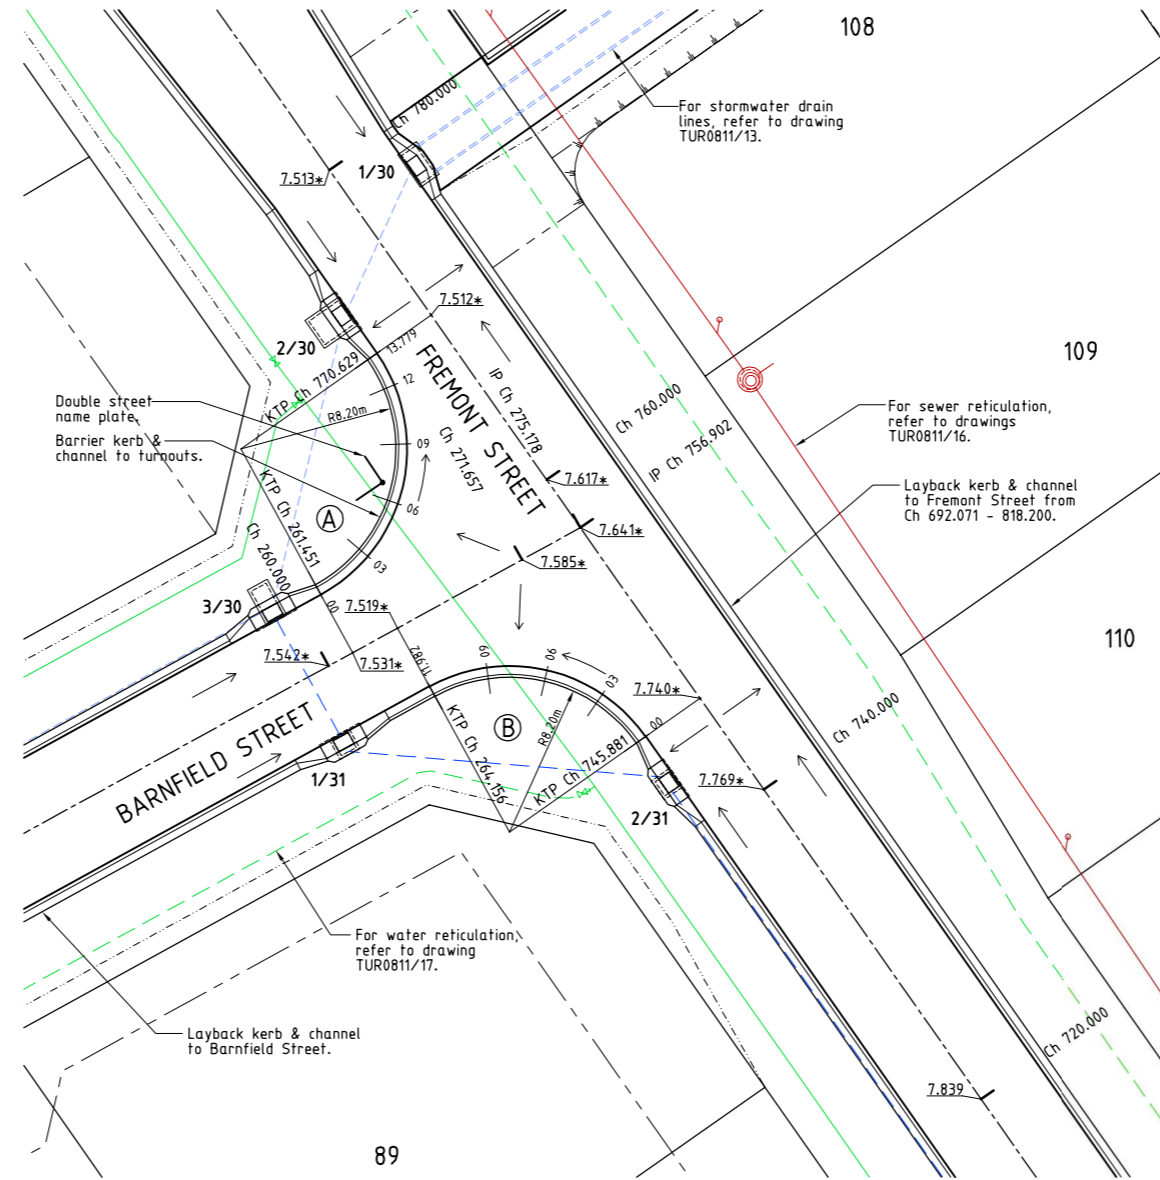 108
Ch 780.000
For stormwater drain
lines, refer to drawing
TUR0811/13.
1/30
7.513*
7.512*
2/30
13.779
KTP Ch 770.629
FREMONT STREET
IP Ch 275.178
Ch 271.657
109
Ch 760.000
IP Ch 756.902
For sewer reticulation,
refer to drawings
TUR0811/16.
Double street
name plate.
Barrier kerb &
channel to turnouts.
R8.20m
12
09
06
03
00
A
KTP Ch 261.451
Ch 260.000
7.617*
7.641*
7.585*
Layback kerb & channel
to Fremont Street from
Ch 692.071 - 818.200.
3/30
7.519*
7.542*
7.531*
11.982
09
06
03
00
7.740*
110
BARNFIELD STREET
B
R8.20m
KTP Ch 264.156
KTP Ch 745.881
Ch 740.000
1/31
2/31
7.769*
For water reticulation,
refer to drawing
TUR0811/17.
Layback kerb & channel
to Barnfield Street.
Ch 720.000
7.839
89